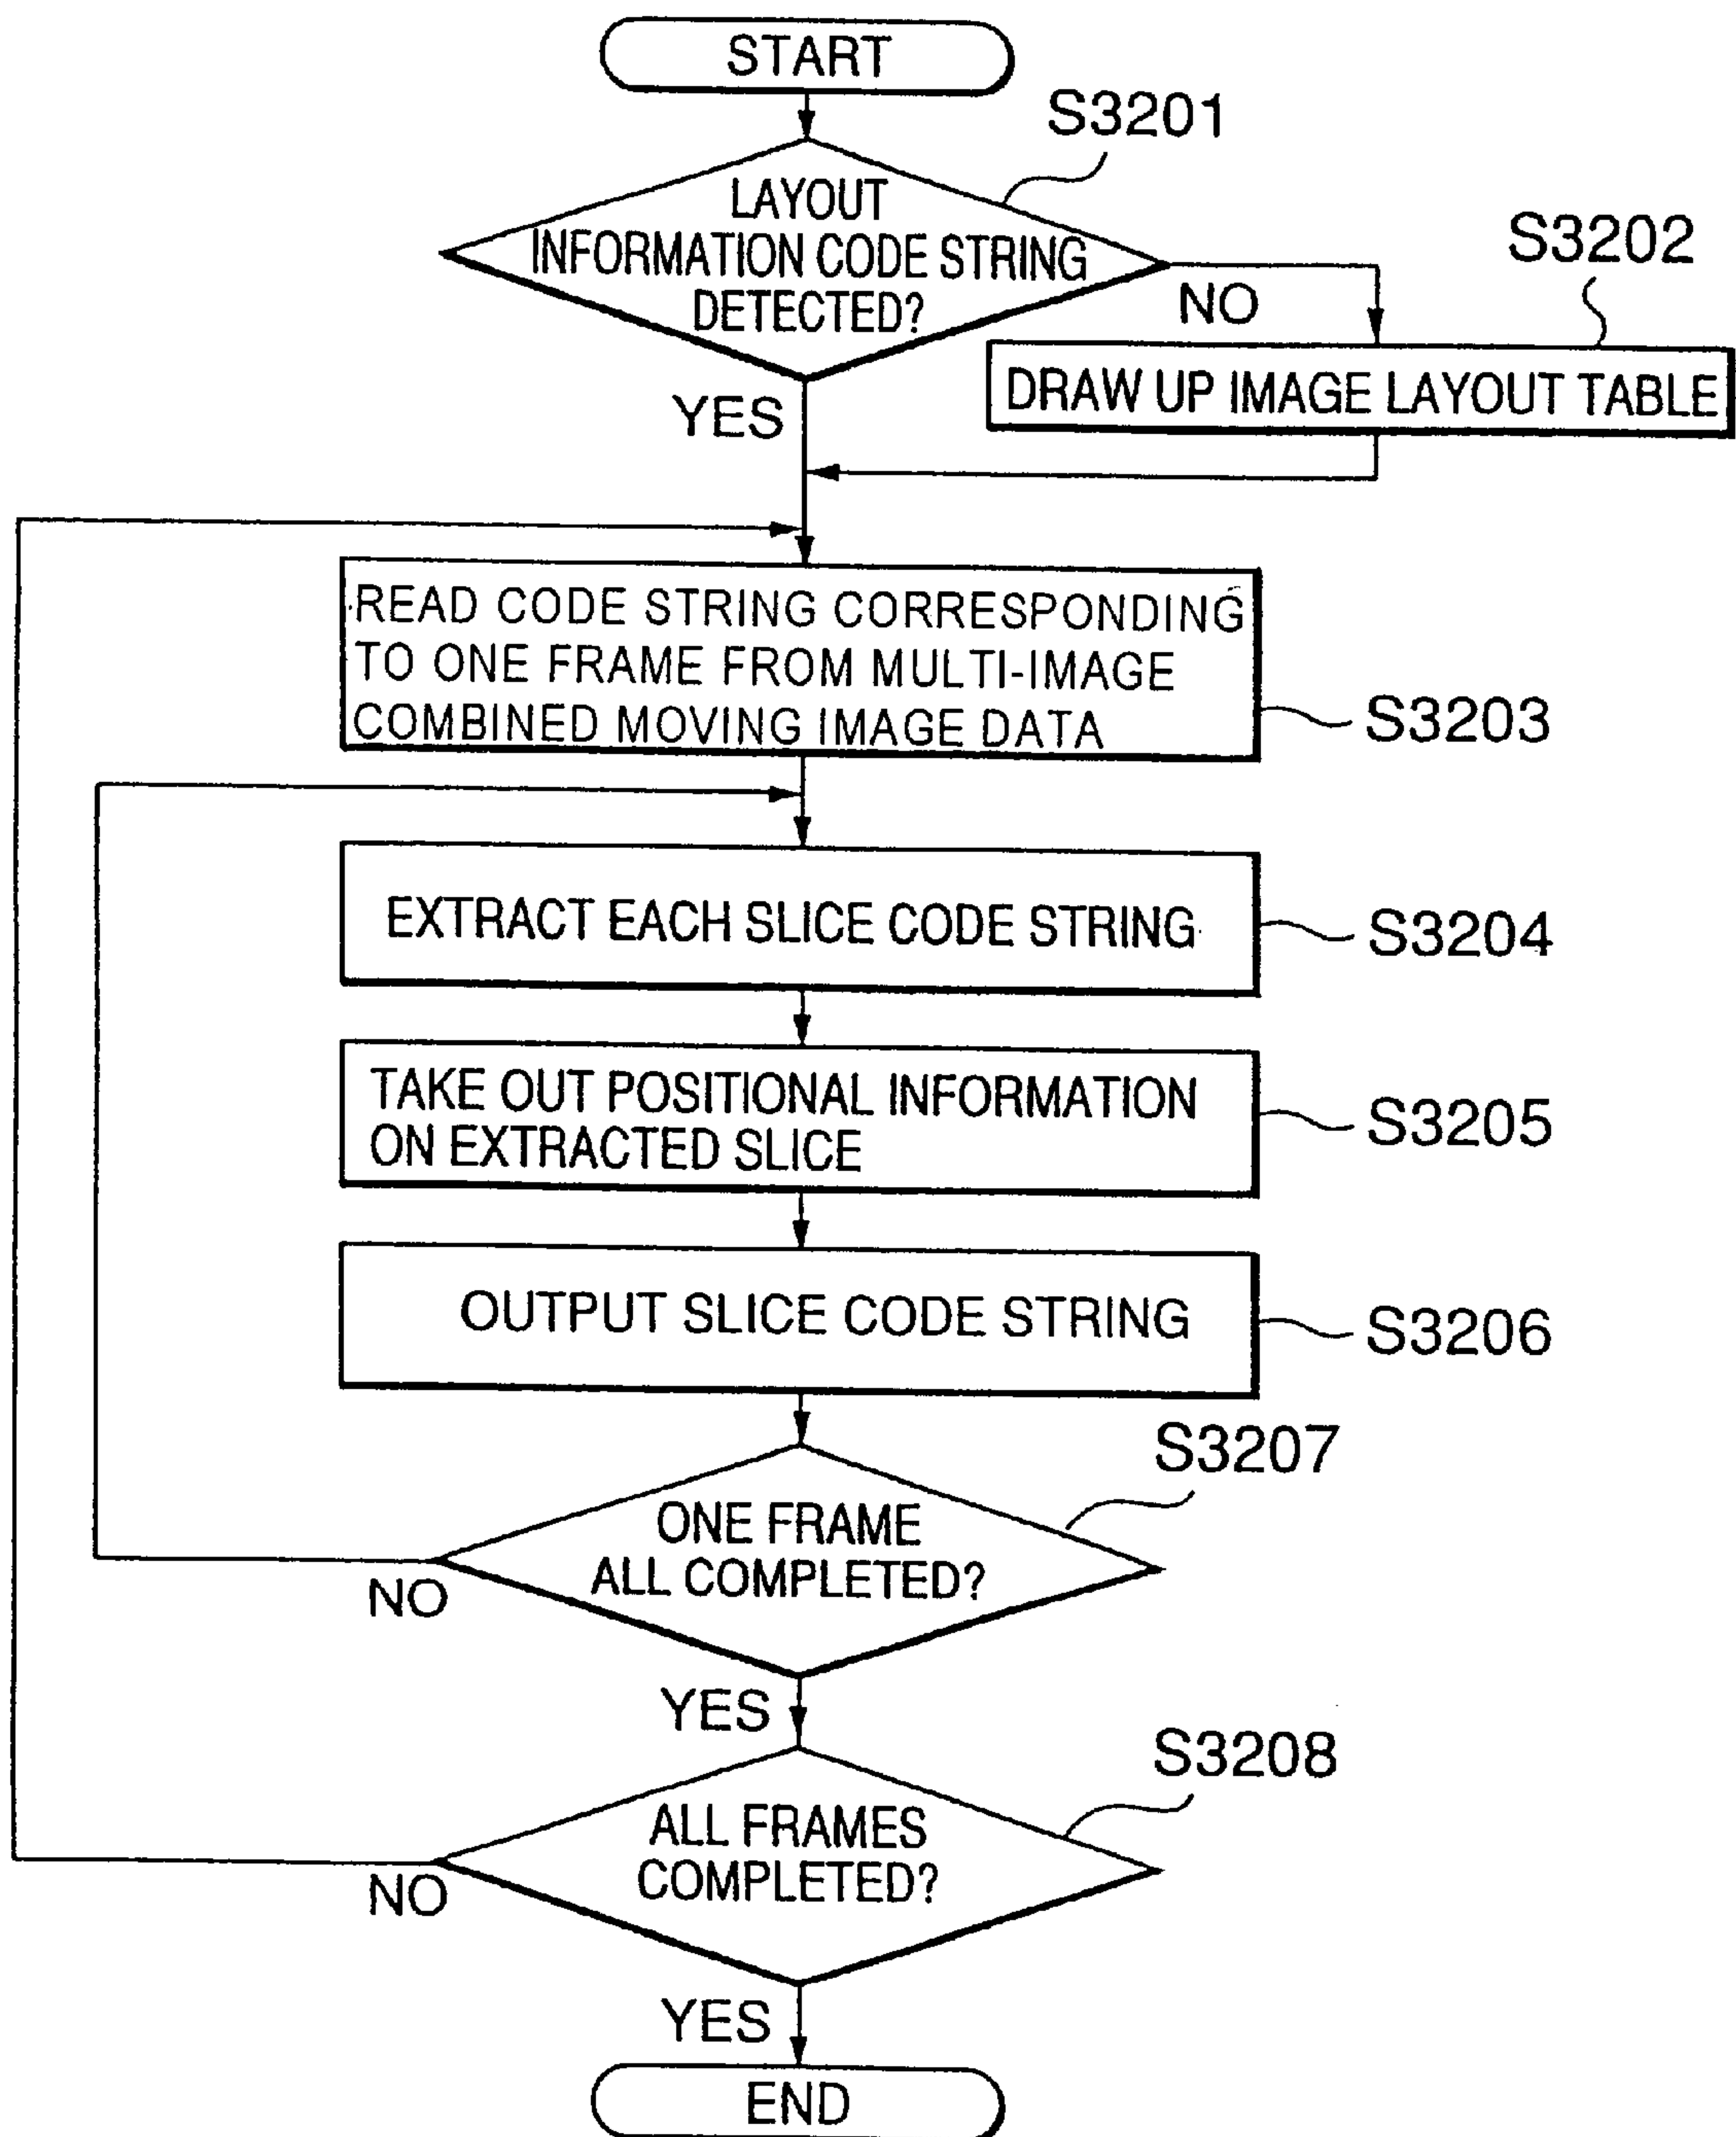 START
S3201
LAYOUT
INFORMATION CODE STRING
DETECTED?
S3202
NO
DRAW UP IMAGE LAYOUT TABLE
YES
READ CODE STRING CORRESPONDING
TO ONE FRAME FROM MULTI-IMAGE
COMBINED MOVING IMAGE DATA
S3203
EXTRACT EACH SLICE CODE STRING
S3204
TAKE OUT POSITIONAL INFORMATION
ON EXTRACTED SLICE
S3205
OUTPUT SLICE CODE STRING
S3206
S3207
ONE FRAME
ALL COMPLETED?
NO
YES
S3208
ALL FRAMES
COMPLETED?
NO
YES
END